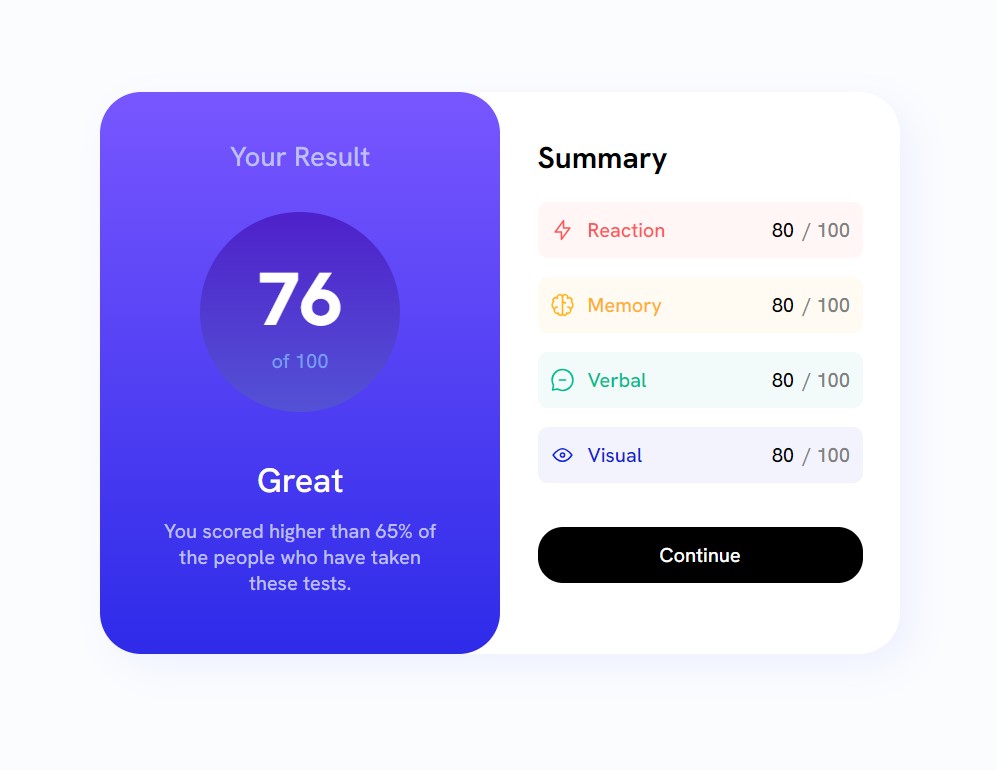 Your Result
76
of 100
Great
You scored higher than 65% of
the people who have taken
these tests.
Summary
Reaction 80 / 100
Memory 80 / 100
Verbal 80 / 100
Visual 80 / 100
Continue